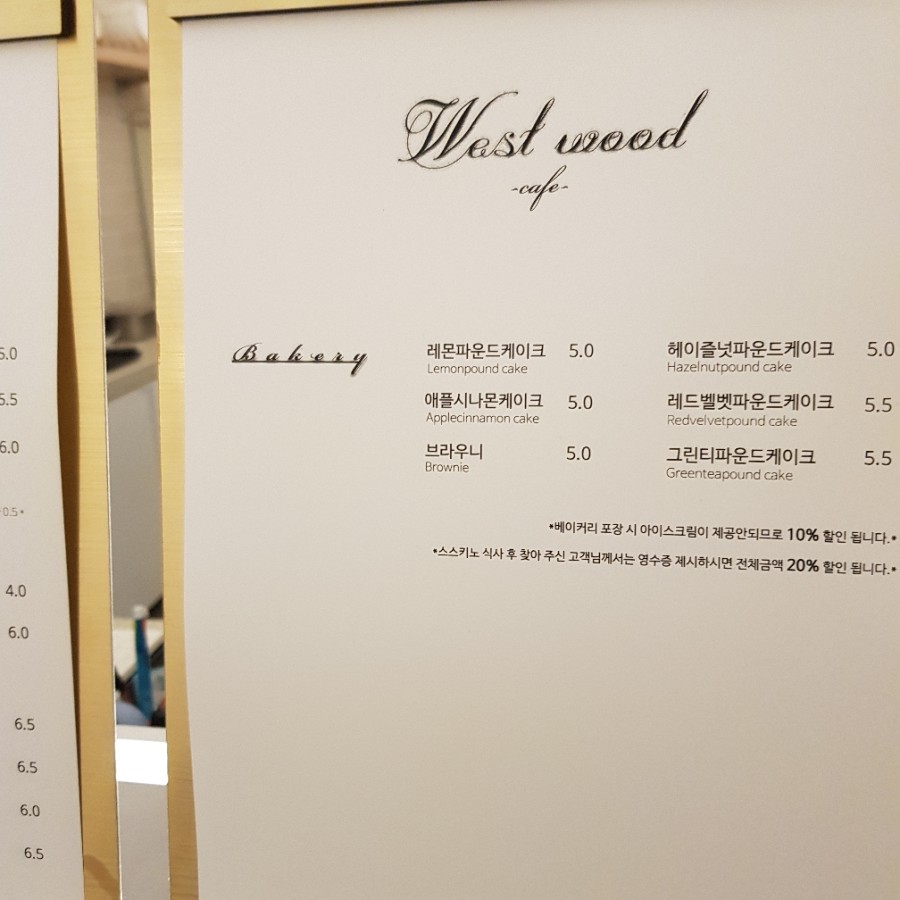 West wood
-cafe-
Bakery
레몬파운드케이크 5.0
Lemonpound cake
애플시나몬케이크 5.0
Applecinnamon cake
브라우니 5.0
Brownie
헤이즐넛파운드케이크 5.0
Hazelnutpound cake
레드벨벳파운드케이크 5.5
Redvelvetpound cake
그린티파운드케이크 5.5
Greenteapound cake
*베이커리 포장 시 아이스크림이 제공안되므로 10% 할인 됩니다.*
*스스키노 식사 후 찾아 주신 고객님께서는 영수증 제시하시면 전체금액 20% 할인 됩니다.*
5.0
5.5
6.0
0.5*
4.0
6.0
6.5
6.5
6.0
6.5